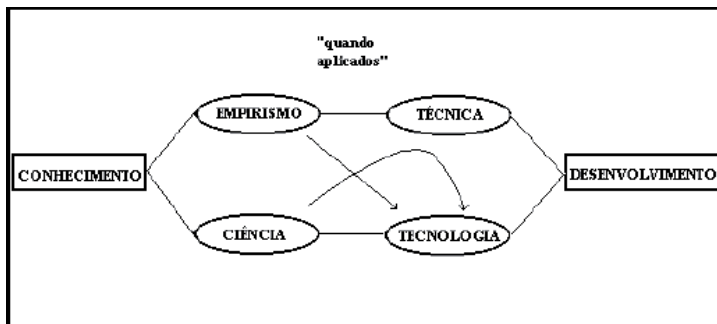 "quando
aplicados"
EMPIRISMO
TÉCNICA
CONHECIMENTO
DESENVOLVIMENTO
CIÊNCIA
TECNOLOGIA